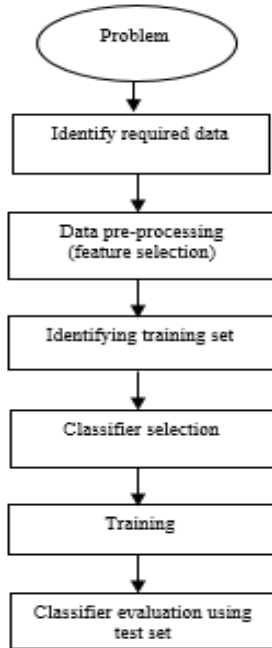 Problem
Identify required data
Data pre-processing
(feature selection)
Identifying training set
Classifier selection
Training
Classifier evaluation using
test set